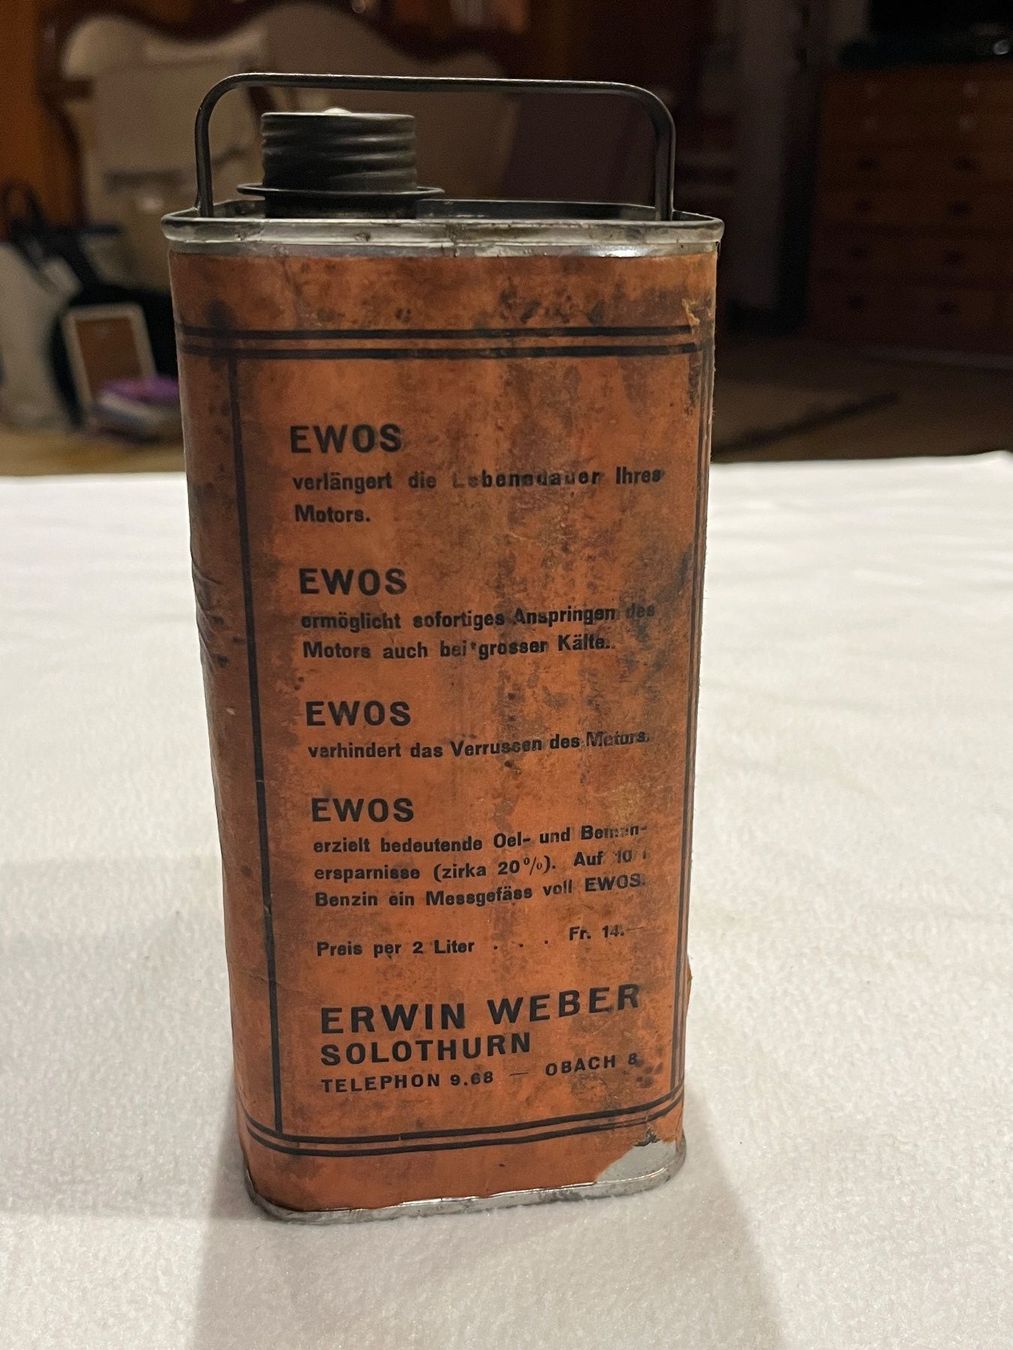 EWOS
verlängert die Lebensdauer Ihres
Motors.
EWOS
ermöglicht sofortiges Anspringen des
Motors auch bei grosser Kälte.
EWOS
verhindert das Verrussen des Motors.
EWOS
erzielt bedeutende Oel- und Benzin-
ersparnisse (zirka 20%). Auf 10 l
Benzin ein Messgefäss voll EWOS.
Preis per 2 Liter . . . Fr. 14.—
ERWIN WEBER
SOLOTHURN
TELEPHON 9.68 — OBACH 8